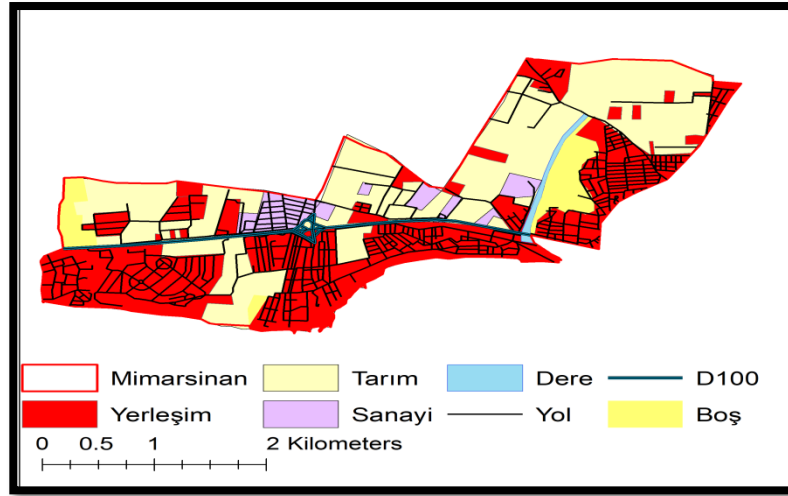 Mimarsinan Tarım Dere D100
Yerleşim Sanayi Yol Boş
0 0.5 1 2 Kilometers